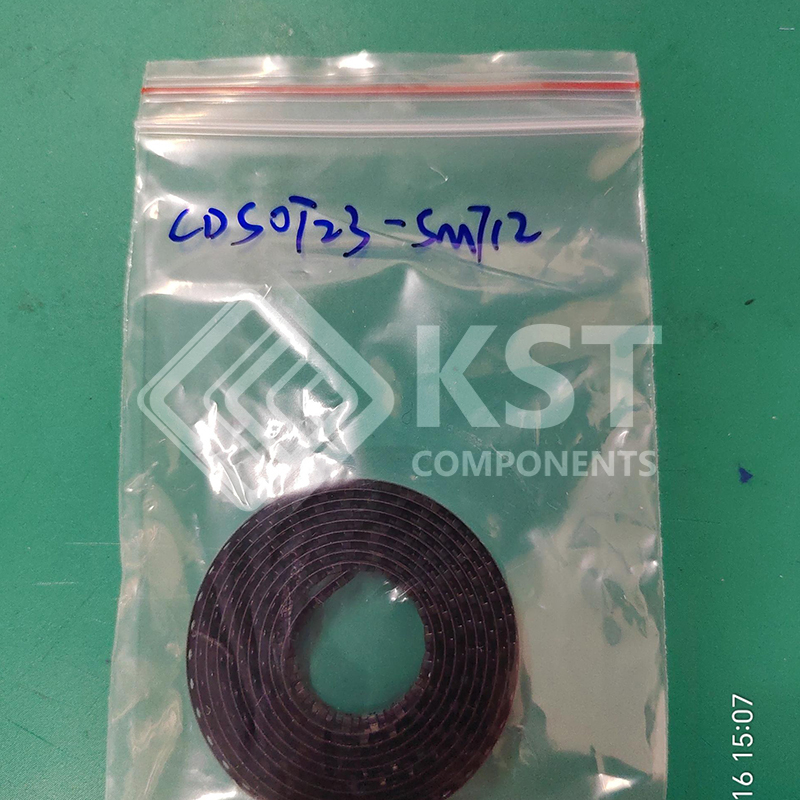 CDSOT23-SM712
KST
COMPONENTS
16 15:07